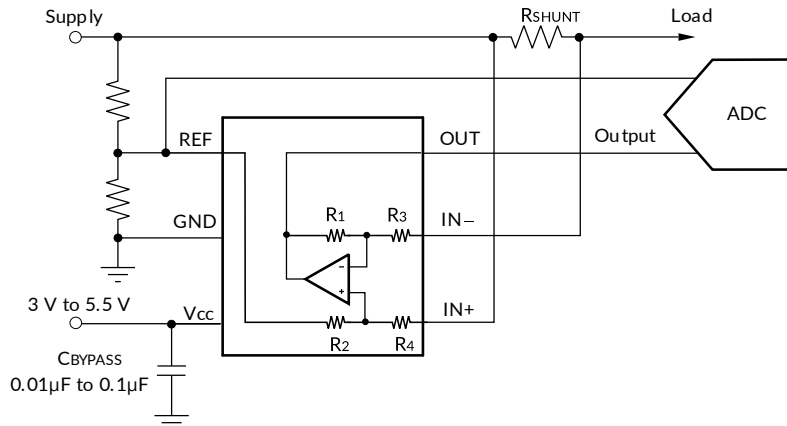 Supply
RSHUNT
Load
ADC
REF
OUT
Output
GND
R1
R3
IN−
−
+
3 V to 5.5 V
Vcc
IN+
R2
R4
CBYPASS
0.01µF to 0.1µF